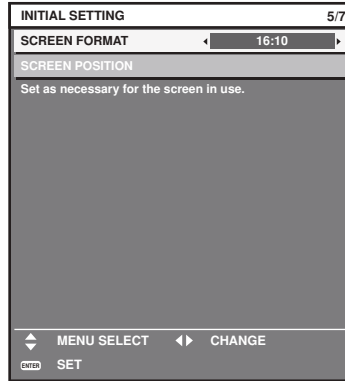 INITIAL SETTING 5/7
SCREEN FORMAT 16:10
SCREEN POSITION
Set as necessary for the screen in use.
MENU SELECT CHANGE
ENTER SET